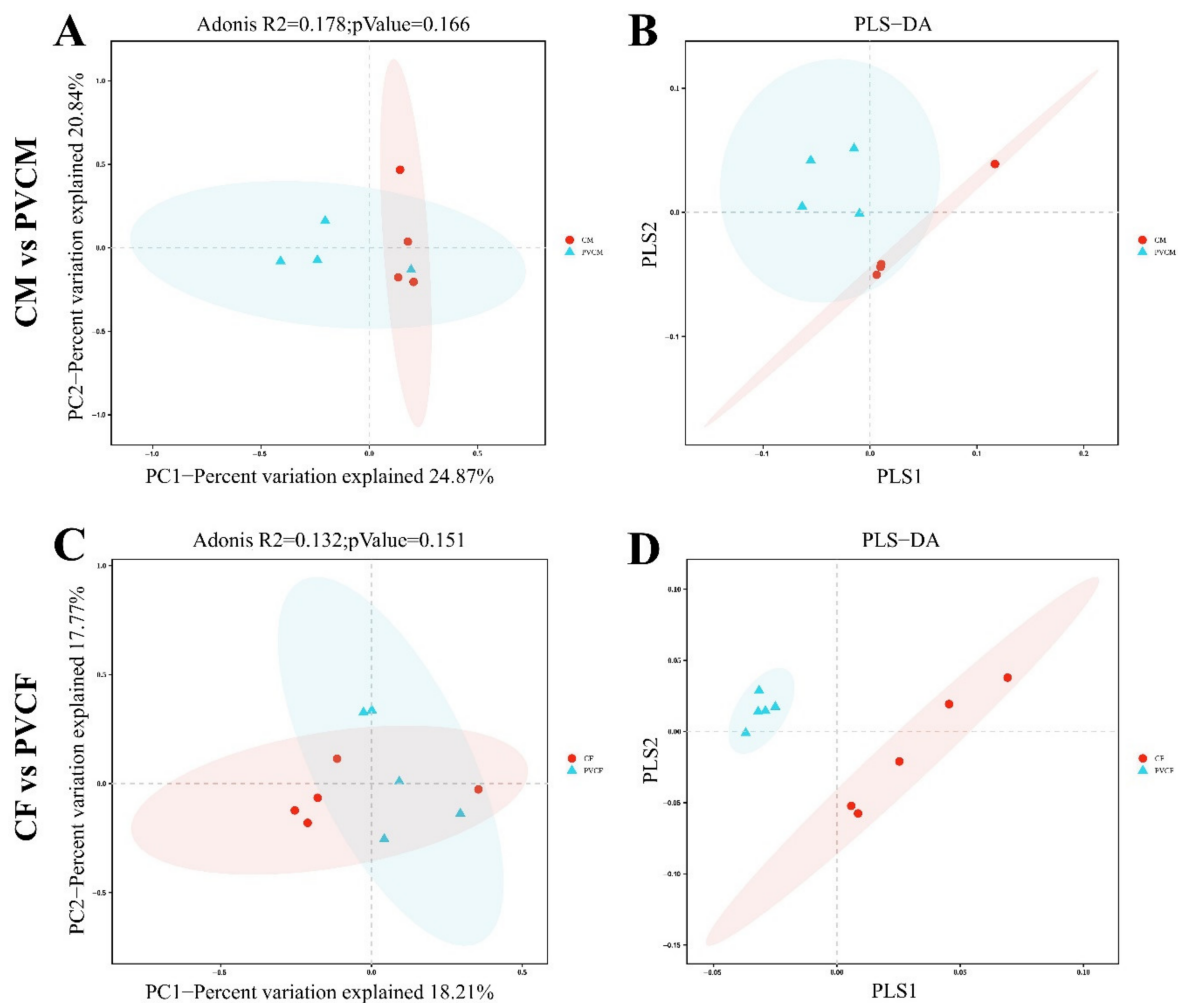 A
Adonis R2=0.178;pValue=0.166
CM vs PVCM
PC2−Percent variation explained 20.84%
1.0
0.5
0.0
−0.5
−1.0
−1.0
−0.5
0.0
0.5
PC1−Percent variation explained 24.87%
CM
PVCM
B
PLS−DA
PLS2
0.1
0.0
−0.1
−0.1
0.0
0.1
0.2
PLS1
CM
PVCM
C
Adonis R2=0.132;pValue=0.151
CF vs PVCF
PC2−Percent variation explained 17.77%
1.0
0.5
0.0
−0.5
−0.5
0.0
0.5
PC1−Percent variation explained 18.21%
CF
PVCF
D
PLS−DA
PLS2
0.10
0.05
0.00
−0.05
−0.10
−0.15
−0.05
0.00
0.05
0.10
PLS1
CF
PVCF